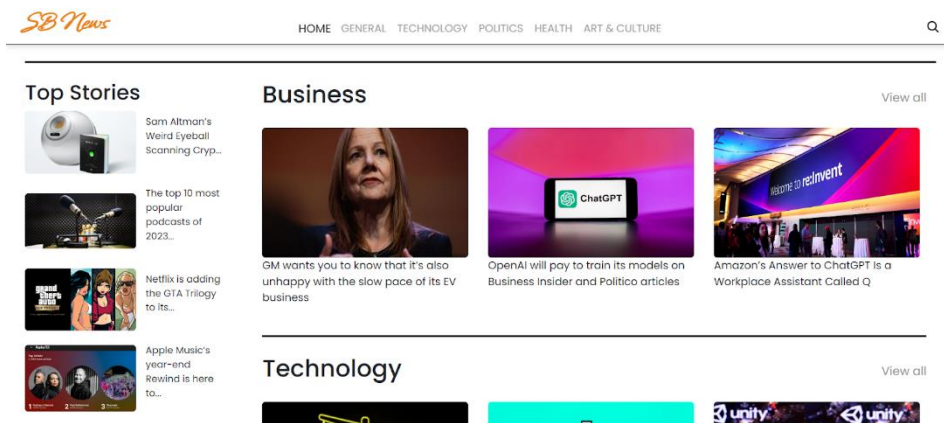 SB News
HOME GENERAL TECHNOLOGY POLITICS HEALTH ART & CULTURE
Top Stories
Sam Altman's
Weird Eyeball
Scanning Cryp...
The top 10 most
popular
podcasts of
2023...
Netflix is adding
the GTA Trilogy
to its...
Apple Music's
year-end
Rewind is here
to...
grand
theft
auto
Business
View all
ChatGPT
Welcome to re:Invent
GM wants you to know that it's also
unhappy with the slow pace of its EV
business
OpenAI will pay to train its models on
Business Insider and Politico articles
Amazon's Answer to ChatGPT Is a
Workplace Assistant Called Q
Technology
View all
unity
unity